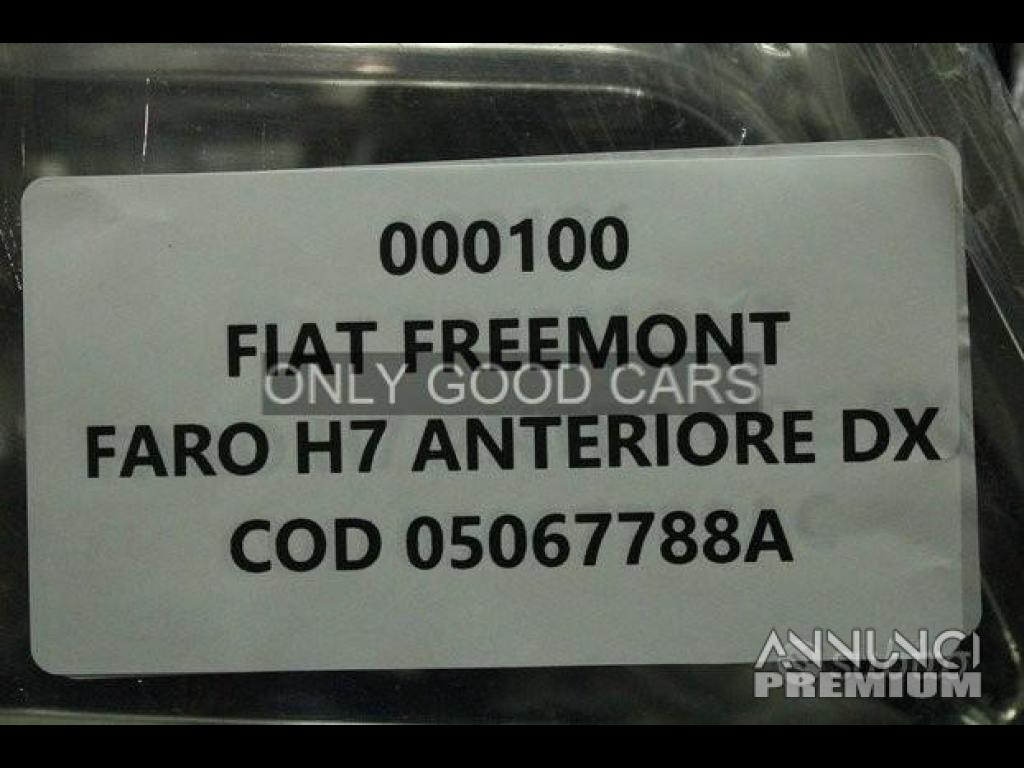 000100
FIAT FREEMONT
ONLY GOOD CARS
FARO H7 ANTERIORE DX
COD 05067788A
ANNUNCI
PREMIUM